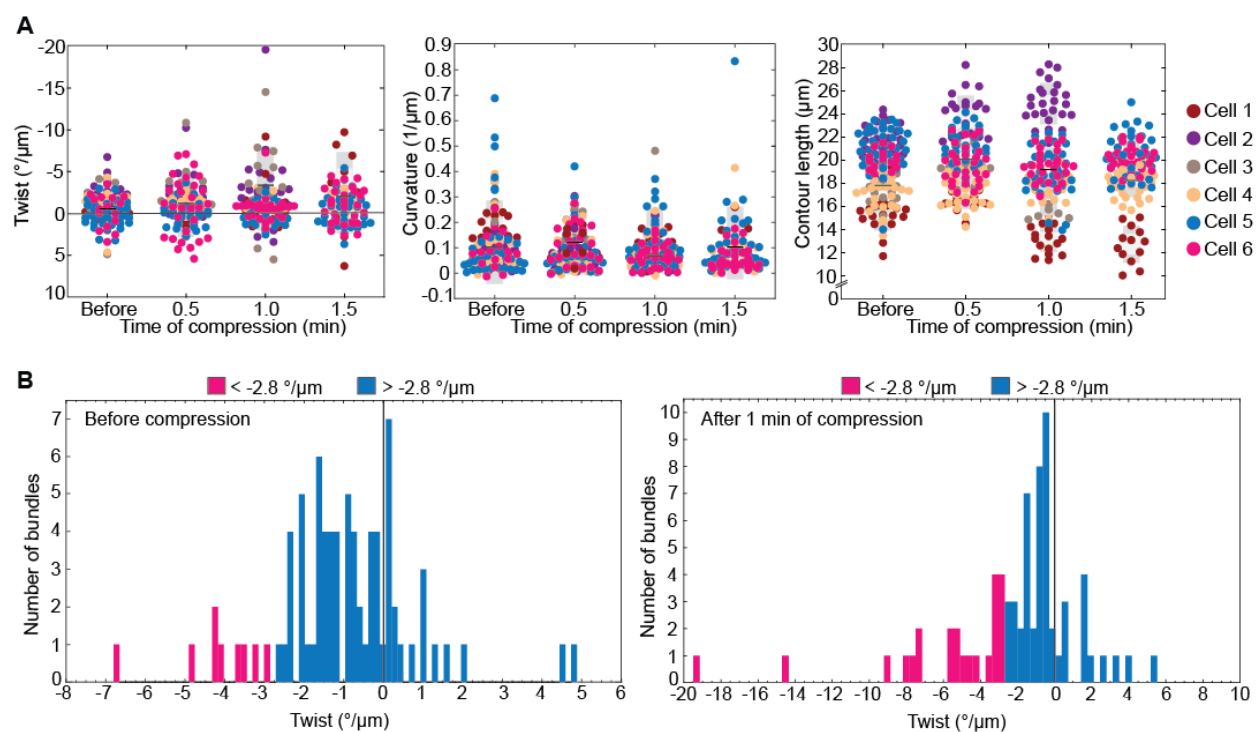 A
-20
-15
-10
-5
0
5
10
Twist (°/μm)
Before
0.5
1.0
1.5
Time of compression (min)
0.9
0.8
0.7
0.6
0.5
0.4
0.3
0.2
0.1
0
-0.1
Curvature (1/μm)
Before
0.5
1.0
1.5
Time of compression (min)
30
28
26
24
22
20
18
16
14
12
10
0
Contour length (μm)
Before
0.5
1.0
1.5
Time of compression (min)
Cell 1
Cell 2
Cell 3
Cell 4
Cell 5
Cell 6
B
< -2.8 °/μm
> -2.8 °/μm
Before compression
7
6
5
4
3
2
1
0
Number of bundles
-8 -7 -6 -5 -4 -3 -2 -1 0 1 2 3 4 5 6
Twist (°/μm)
< -2.8 °/μm
> -2.8 °/μm
After 1 min of compression
10
9
8
7
6
5
4
3
2
1
0
Number of bundles
-20 -18 -16 -14 -12 -10 -8 -6 -4 -2 0 2 4 6 8 10
Twist (°/μm)